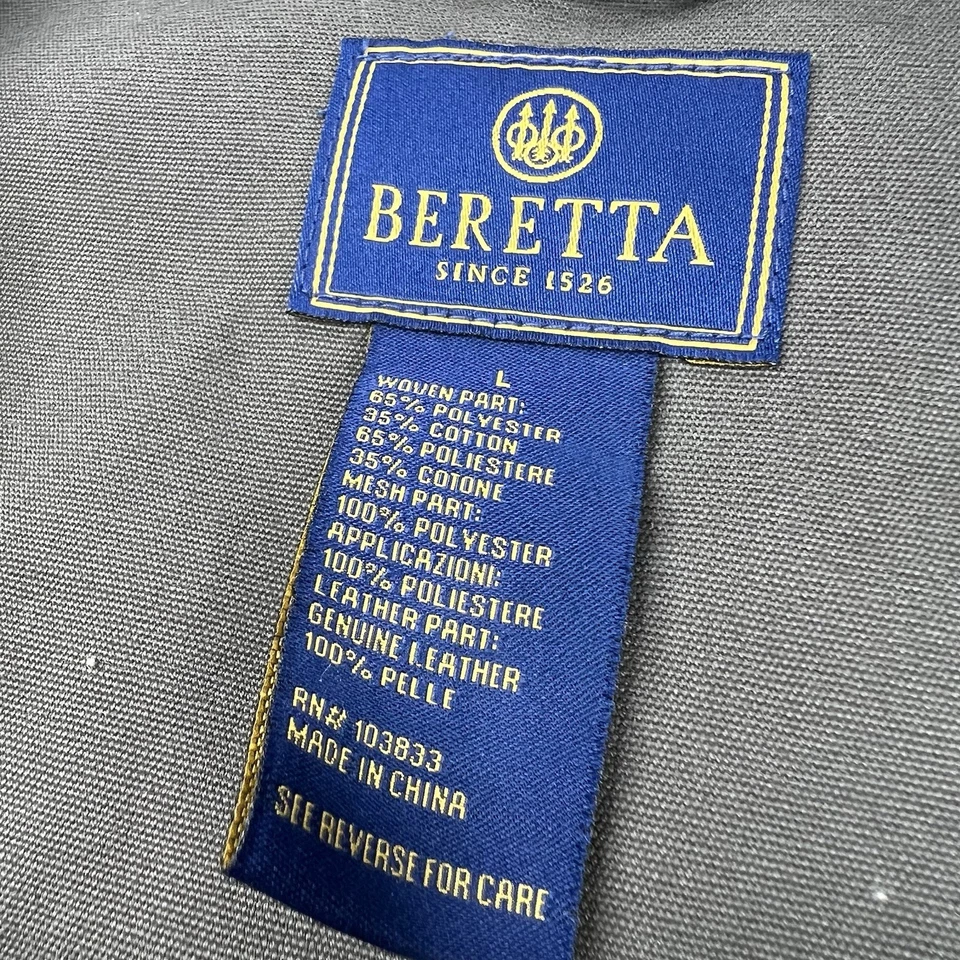 BERETTA
SINCE 1526
L
WOVEN PART:
65% POLYESTER
35% COTTON
65% POLIESTERE
35% COTONE
MESH PART:
100% POLYESTER
APPLICAZIONI:
100% POLIESTERE
LEATHER PART:
GENUINE LEATHER
100% PELLE
RN# 103833
MADE IN CHINA
SEE REVERSE FOR CARE